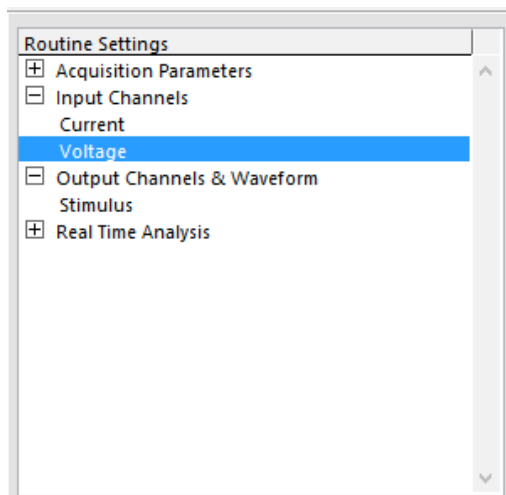 Routine Settings
Acquisition Parameters
Input Channels
Current
Voltage
Output Channels & Waveform
Stimulus
Real Time Analysis